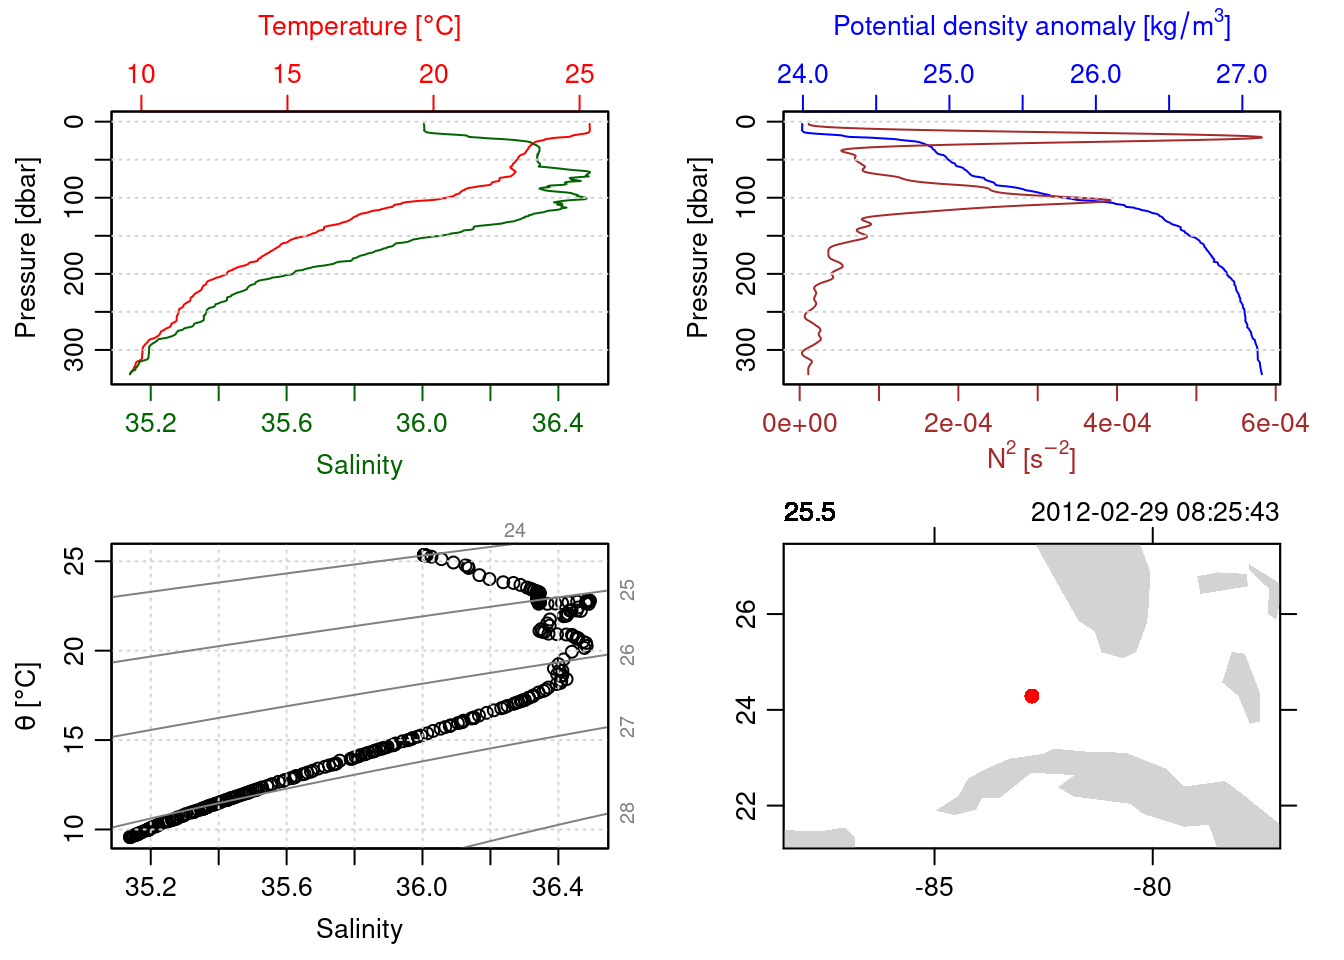 Temperature [°C]
10 15 20 25
Pressure [dbar]
0
100
200
300
35.2 35.6 36.0 36.4
Salinity
Potential density anomaly [kg/m³]
24.0 25.0 26.0 27.0
Pressure [dbar]
0
100
200
300
0e+00 2e-04 4e-04 6e-04
N² [s⁻²]
24
25
26
27
28
θ [°C]
25
20
15
10
35.2 35.6 36.0 36.4
Salinity
25.5 2012-02-29 08:25:43
26
24
22
-85 -80